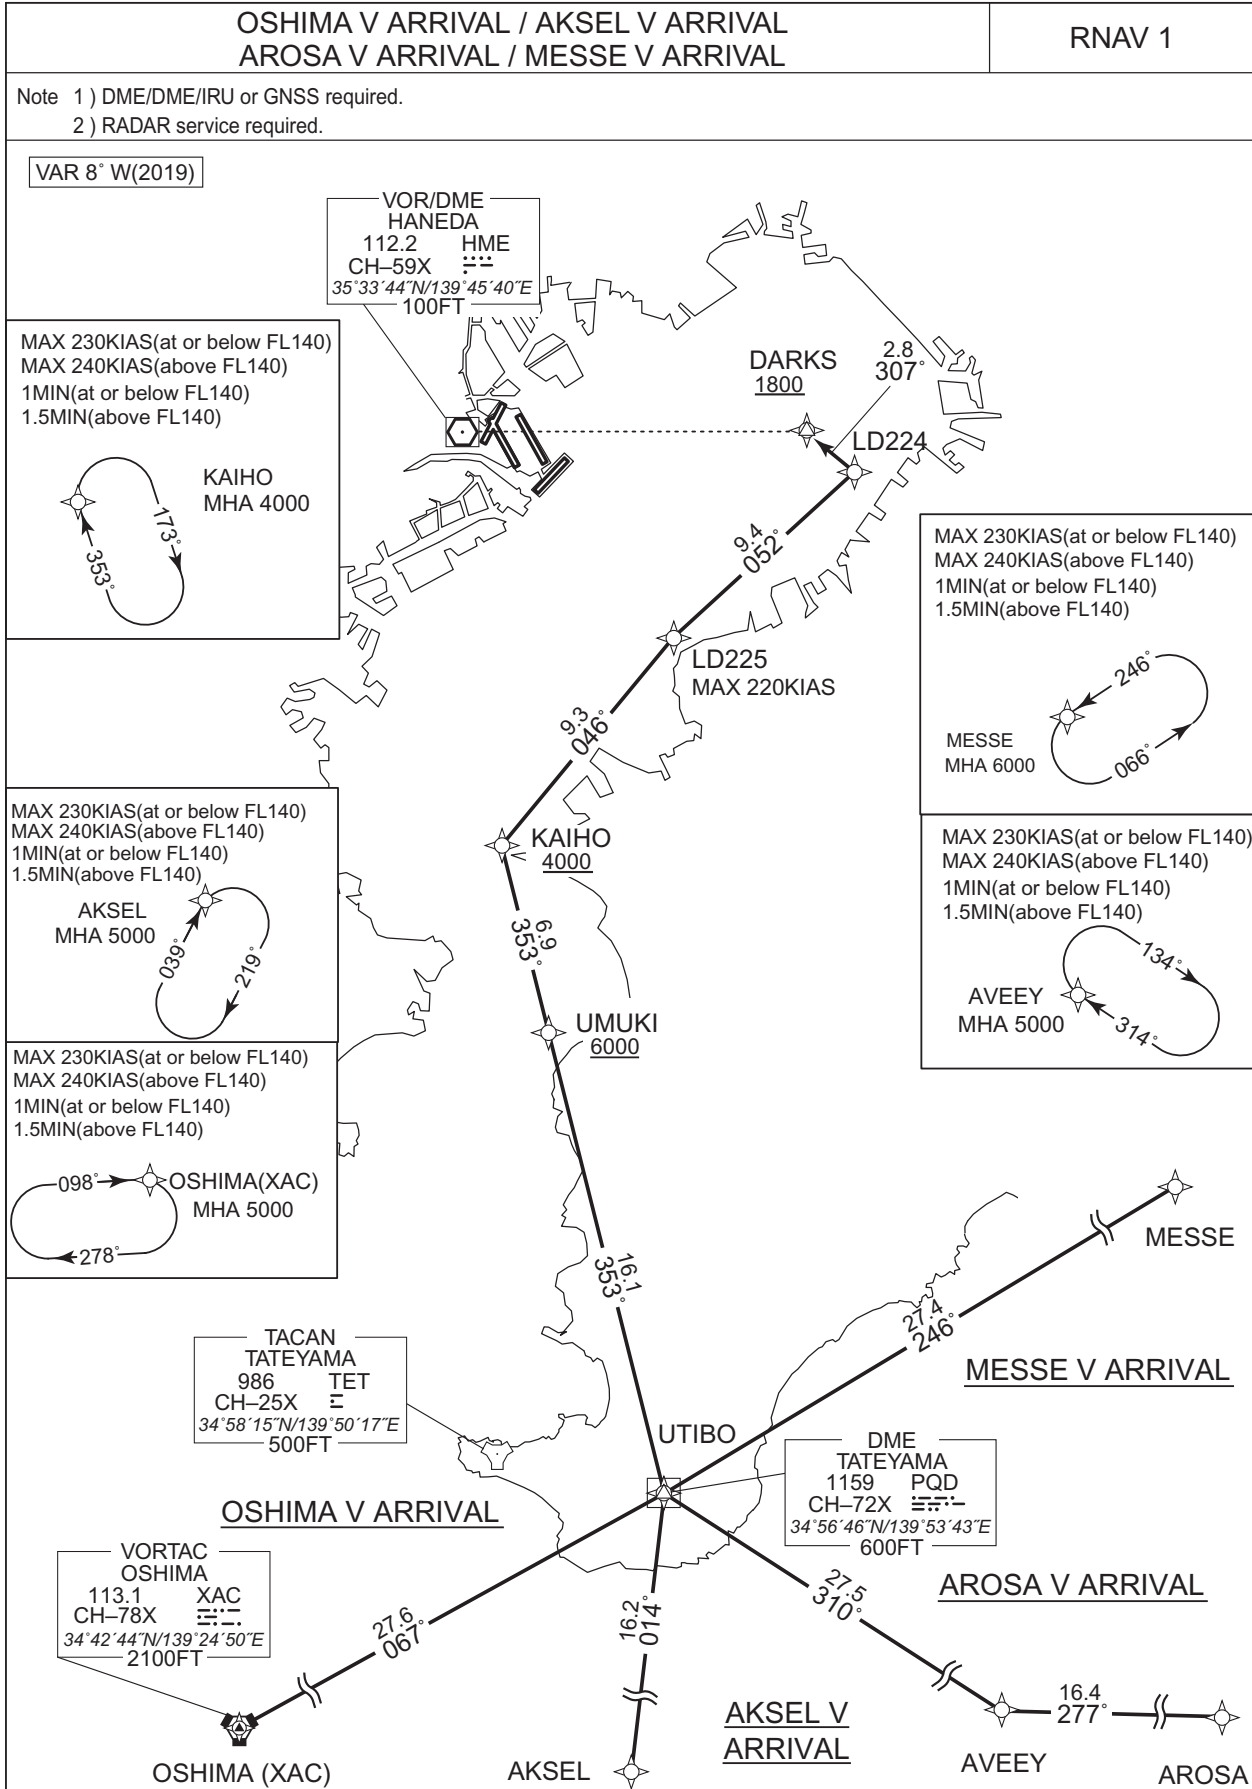 OSHIMA V ARRIVAL / AKSEL V ARRIVAL
AROSA V ARRIVAL / MESSE V ARRIVAL
RNAV 1
Note 1 ) DME/DME/IRU or GNSS required.
2 ) RADAR service required.
VAR 8° W(2019)
VOR/DME
HANEDA
112.2 HME
CH–59X
35°33´44˝N/139°45´40˝E
100FT
MAX 230KIAS(at or below FL140)
MAX 240KIAS(above FL140)
1MIN(at or below FL140)
1.5MIN(above FL140)
KAIHO
MHA 4000
173°
353°
DARKS
1800
2.8
307°
LD224
9.4
052°
LD225
MAX 220KIAS
9.3
046°
MAX 230KIAS(at or below FL140)
MAX 240KIAS(above FL140)
1MIN(at or below FL140)
1.5MIN(above FL140)
246°
MESSE
MHA 6000
066°
MAX 230KIAS(at or below FL140)
MAX 240KIAS(above FL140)
1MIN(at or below FL140)
1.5MIN(above FL140)
AKSEL
MHA 5000
039°
219°
KAIHO
4000
6.9
353°
UMUKI
6000
MAX 230KIAS(at or below FL140)
MAX 240KIAS(above FL140)
1MIN(at or below FL140)
1.5MIN(above FL140)
134°
AVEEY
MHA 5000
314°
MAX 230KIAS(at or below FL140)
MAX 240KIAS(above FL140)
1MIN(at or below FL140)
1.5MIN(above FL140)
098°
OSHIMA(XAC)
MHA 5000
278°
16.1
353°
MESSE
27.4
246°
MESSE V ARRIVAL
TACAN
TATEYAMA
986 TET
CH–25X
34°58´15˝N/139°50´17˝E
500FT
UTIBO
DME
TATEYAMA
1159 PQD
CH–72X
34°56´46˝N/139°53´43˝E
600FT
OSHIMA V ARRIVAL
VORTAC
OSHIMA
113.1 XAC
CH–78X
34°42´44˝N/139°24´50˝E
2100FT
27.6
067°
16.2
014°
27.5
310°
AROSA V ARRIVAL
16.4
277°
AKSEL V
ARRIVAL
OSHIMA (XAC)
AKSEL
AVEEY
AROSA